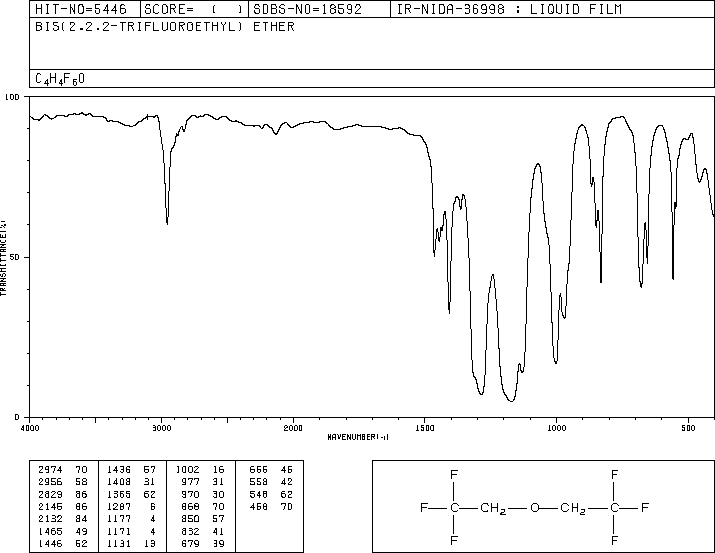 HIT-NO=5446 SCORE= ( ) SDBS-NO=18592 IR-NIDA-36998 : LIQUID FILM
BIS(2.2.2-TRIFLUOROETHYL) ETHER
C4H4F6O
100
50
0
TRANSMITTANCE(%)
4000 3000 2000 1500 1000 500
WAVENUMBER(-1)
2974 70 1436 57 1002 16 666 46
2956 58 1408 31 977 31 558 42
2829 86 1365 62 970 30 548 62
2145 86 1287 6 868 70 458 70
2132 84 1177 4 850 57
1465 49 1171 4 832 41
1446 52 1131 13 679 39
F F
F C CH2 O CH2 C F
F F